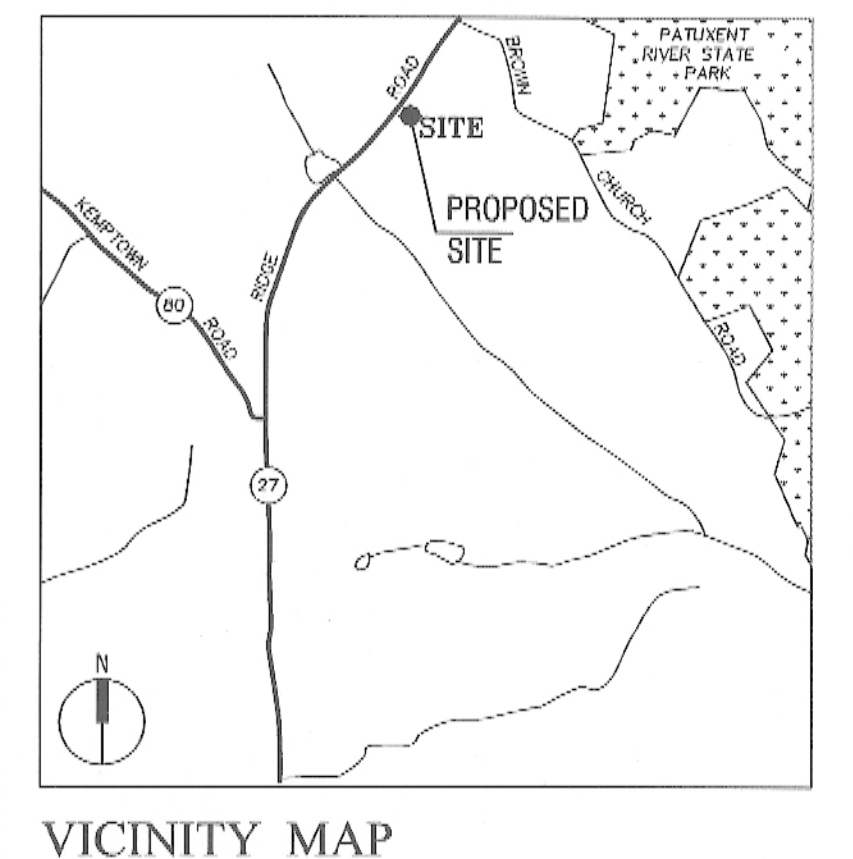 PATUXENT
RIVER STATE
PARK
BROWN
ROAD
SITE
CHURCH
PROPOSED
SITE
KEMPTOWN
RIDGE
80
ROAD
ROAD
27
N
VICINITY MAP